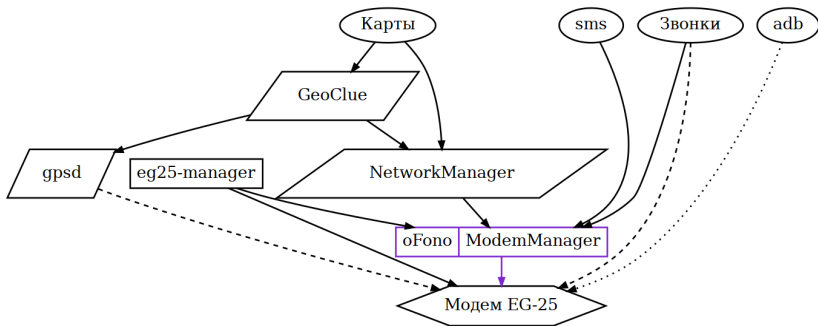 Карты
sms
Звонки
adb
GeoClue
gpsd
eg25-manager
NetworkManager
oFono
ModemManager
Модем EG-25